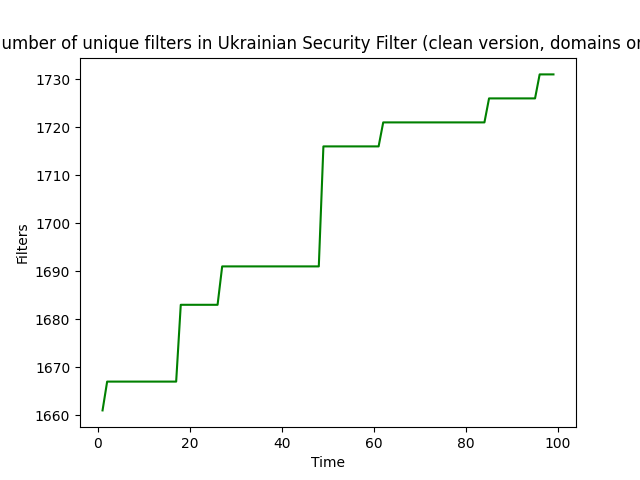 umber of unique filters in Ukrainian Security Filter (clean version, domains or
1730
1720
1710
1700
1690
1680
1670
1660
Filters
0 20 40 60 80 100
Time